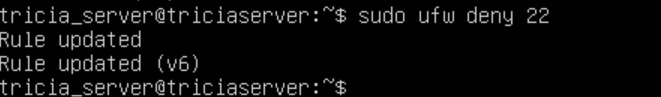 tricia_server@triciaserver:~$ sudo ufw deny 22
Rule updated
Rule updated (v6)
tricia_server@triciaserver:~$